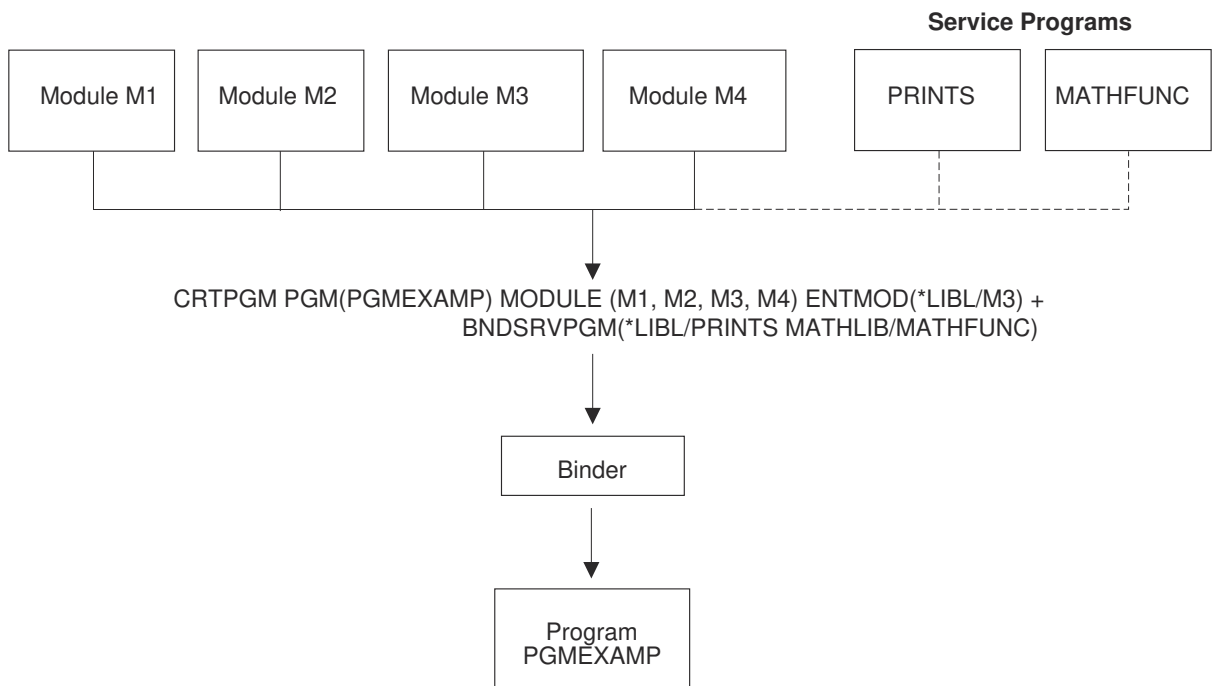 Service Programs
Module M1
Module M2
Module M3
Module M4
PRINTS
MATHFUNC
CRTPGM PGM(PGMEXAMP) MODULE (M1, M2, M3, M4) ENTMOD(*LIBL/M3) +
BNDSRVPGM(*LIBL/PRINTS MATHLIB/MATHFUNC)
Binder
Program
PGMEXAMP